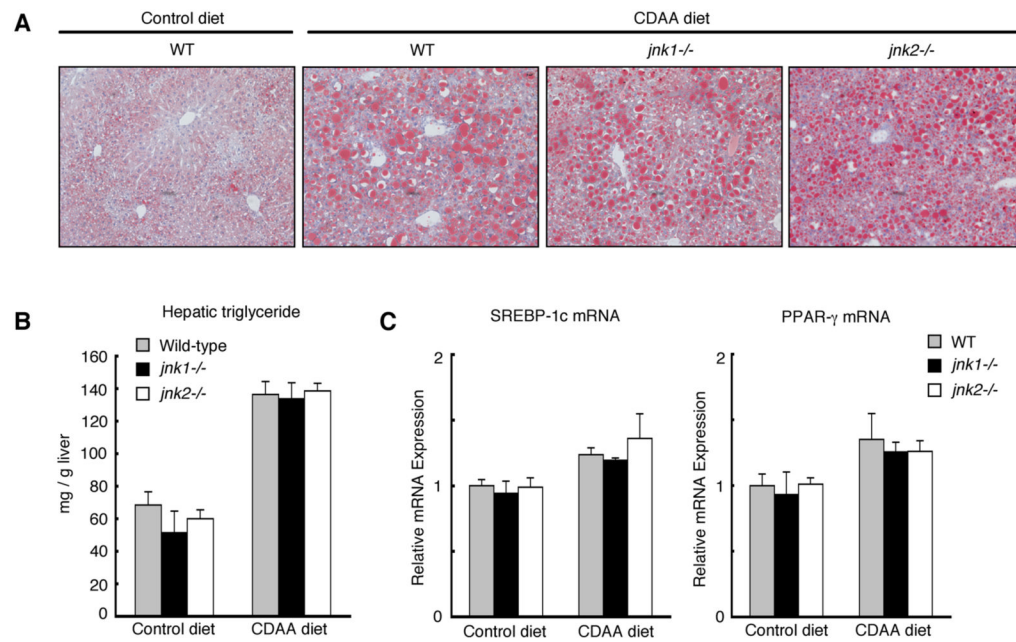 A
Control diet
CDAA diet
WT
WT
jnk1-/-
jnk2-/-
B
Hepatic triglyceride
Wild-type
jnk1-/-
jnk2-/-
mg / g liver
160
140
120
100
80
60
40
20
0
Control diet
CDAA diet
C
SREBP-1c mRNA
Relative mRNA Expression
2
1
0
Control diet
CDAA diet
PPAR-γ mRNA
WT
jnk1-/-
jnk2-/-
Relative mRNA Expression
2
1
0
Control diet
CDAA diet